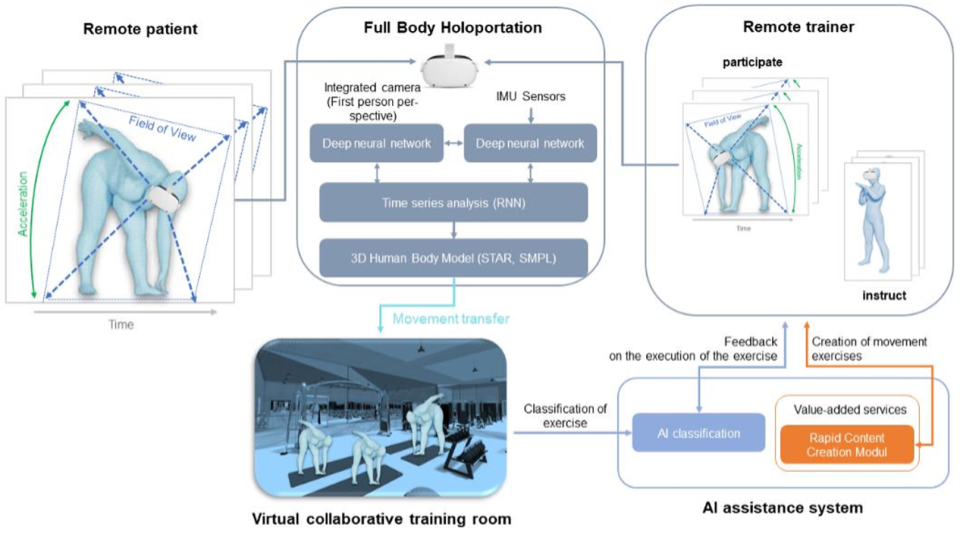 Remote patient
Field of View
Acceleration
Time
Full Body Holoportation
Integrated camera
(First person per-
spective)
IMU Sensors
Deep neural network
Deep neural network
Time series analysis (RNN)
3D Human Body Model (STAR, SMPL)
Movement transfer
Remote trainer
participate
Field of View
Acceleration
Time
instruct
Feedback
on the execution of the exercise
Creation of movement
exercises
Classification of
exercise
AI classification
Value-added services
Rapid Content
Creation Modul
Virtual collaborative training room
AI assistance system